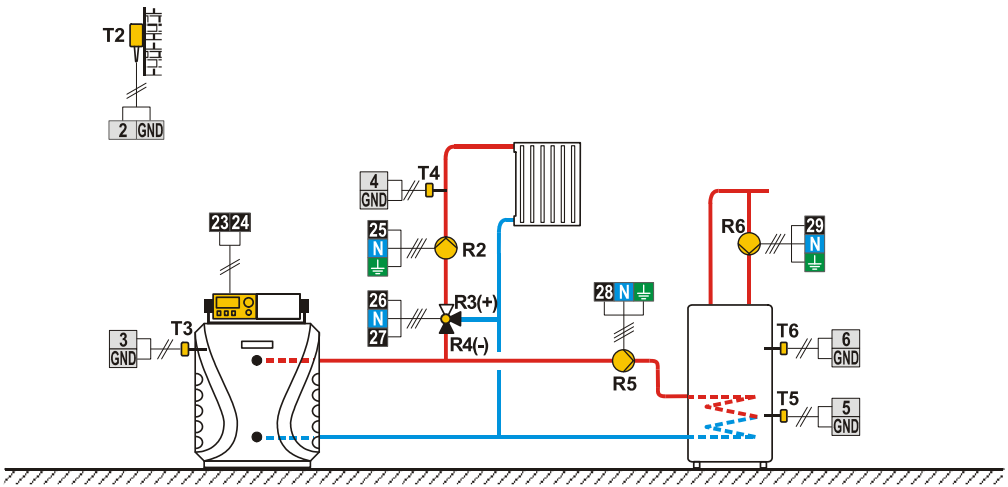 T2
2 GND
T4
4
GND
23 24
25
N
R2
R6
29
N
26
N
27
R3(+)
R4(-)
28 N
3
GND
T3
R5
T6
6
GND
T5
5
GND